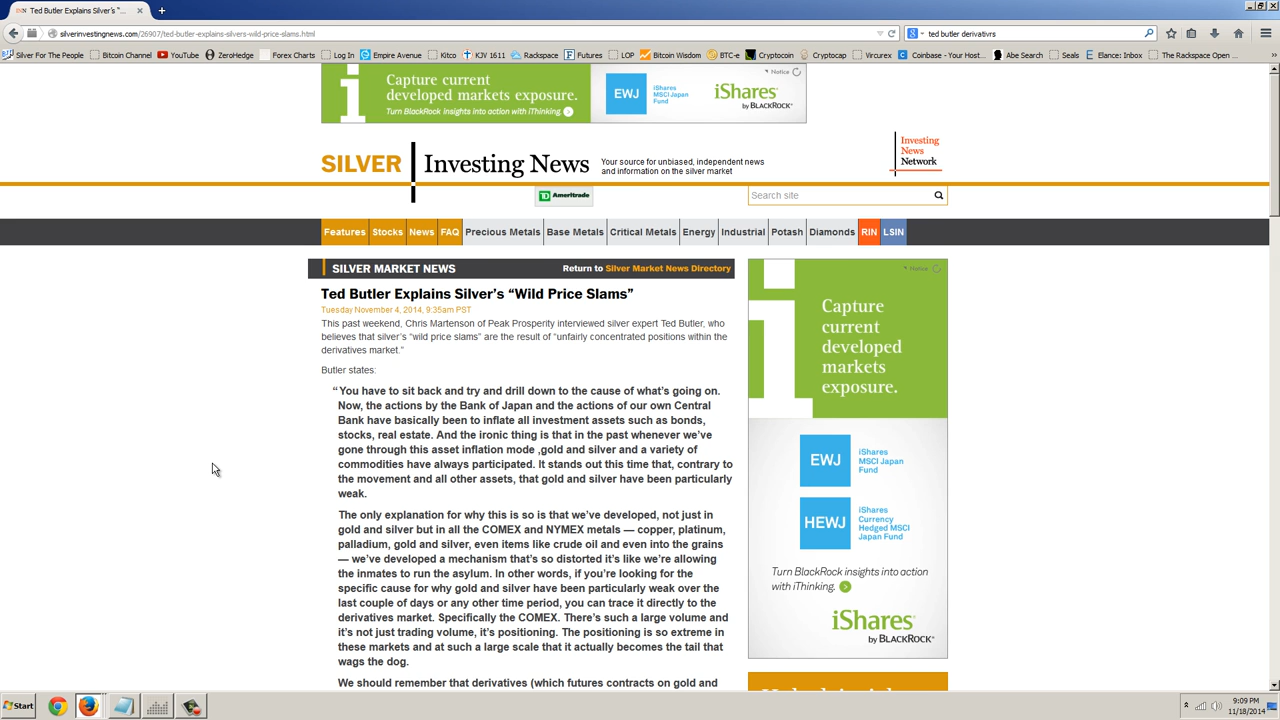 Ted Butler Explains Silver's "...
silverinvestingnews.com/26907/ted-butler-explains-silvers-wild-price-slams.html
ted butler derivativrs
Silver For The People
Bitcoin Channel
YouTube
ZeroHedge
Forex Charts
Log In
Empire Avenue
Kitco
KJV 1611
Rackspace
Futures
LOP
Bitcoin Wisdom
BTC-e
Cryptocoin
Cryptocap
Vircurex
Coinbase - Your Host...
Abe Search
Seals
Elance: Inbox
The Rackspace Open ...
Capture current
developed markets exposure.
Turn BlackRock insights into action with iThinking.
EWJ
iShares
MSCI Japan
Fund
Notice
iShares
by BLACKROCK®
SILVER Investing News
Your source for unbiased, independent news
and information on the silver market
Investing
News
Network
TD Ameritrade
Search site
Features Stocks News FAQ Precious Metals Base Metals Critical Metals Energy Industrial Potash Diamonds RIN LSIN
SILVER MARKET NEWS
Return to Silver Market News Directory
Ted Butler Explains Silver's “Wild Price Slams”
Tuesday November 4, 2014, 9:35am PST
This past weekend, Chris Martenson of Peak Prosperity interviewed silver expert Ted Butler, who
believes that silver's “wild price slams” are the result of “unfairly concentrated positions within the
derivatives market.”
Butler states:
“You have to sit back and try and drill down to the cause of what's going on.
Now, the actions by the Bank of Japan and the actions of our own Central
Bank have basically been to inflate all investment assets such as bonds,
stocks, real estate. And the ironic thing is that in the past whenever we've
gone through this asset inflation mode ,gold and silver and a variety of
commodities have always participated. It stands out this time that, contrary to
the movement and all other assets, that gold and silver have been particularly
weak.
The only explanation for why this is so is that we've developed, not just in
gold and silver but in all the COMEX and NYMEX metals — copper, platinum,
palladium, gold and silver, even items like crude oil and even into the grains
— we've developed a mechanism that's so distorted it's like we're allowing
the inmates to run the asylum. In other words, if you're looking for the
specific cause for why gold and silver have been particularly weak over the
last couple of days or any other time period, you can trace it directly to the
derivatives market. Specifically the COMEX. There's such a large volume and
it's not just trading volume, it's positioning. The positioning is so extreme in
these markets and at such a large scale that it actually becomes the tail that
wags the dog.
We should remember that derivatives (which futures contracts on gold and
Notice
Capture
current
developed
markets
exposure.
EWJ
iShares
MSCI Japan
Fund
HEWJ
iShares
Currency
Hedged MSCI
Japan Fund
Turn BlackRock insights into action
with iThinking.
iShares
by BLACKROCK®
Start
9:09 PM
11/18/2014